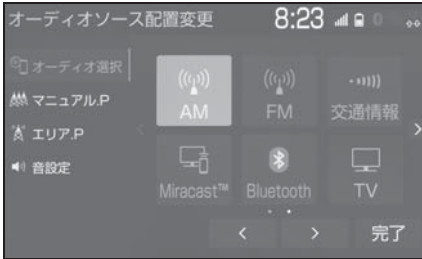 オーディオソース配置変更 8:23
オーディオ選択
マニュアル.P
エリア.P
音設定
AM FM 交通情報
Miracast™ Bluetooth TV
完了